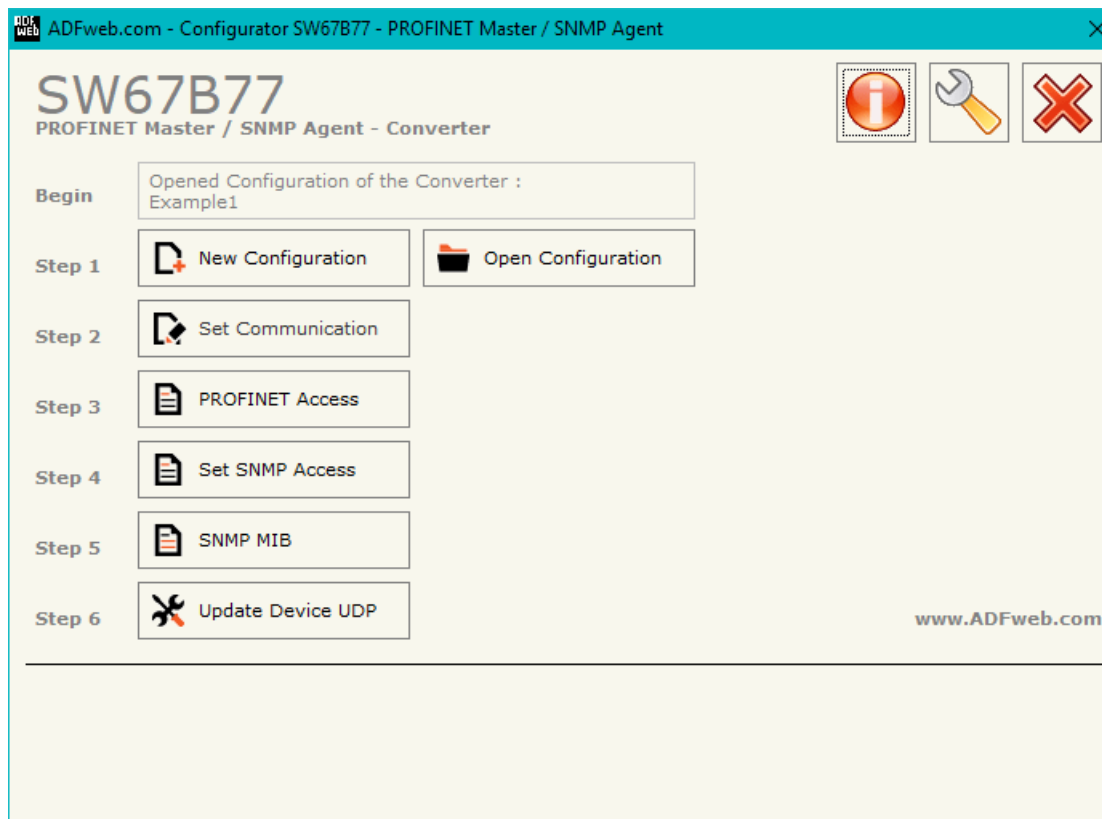 ADF
web
ADFweb.com - Configurator SW67B77 - PROFINET Master / SNMP Agent
SW67B77
PROFINET Master / SNMP Agent - Converter
Begin
Opened Configuration of the Converter :
Example1
Step 1
New Configuration
Open Configuration
Step 2
Set Communication
Step 3
PROFINET Access
Step 4
Set SNMP Access
Step 5
SNMP MIB
Step 6
Update Device UDP
www.ADFweb.com